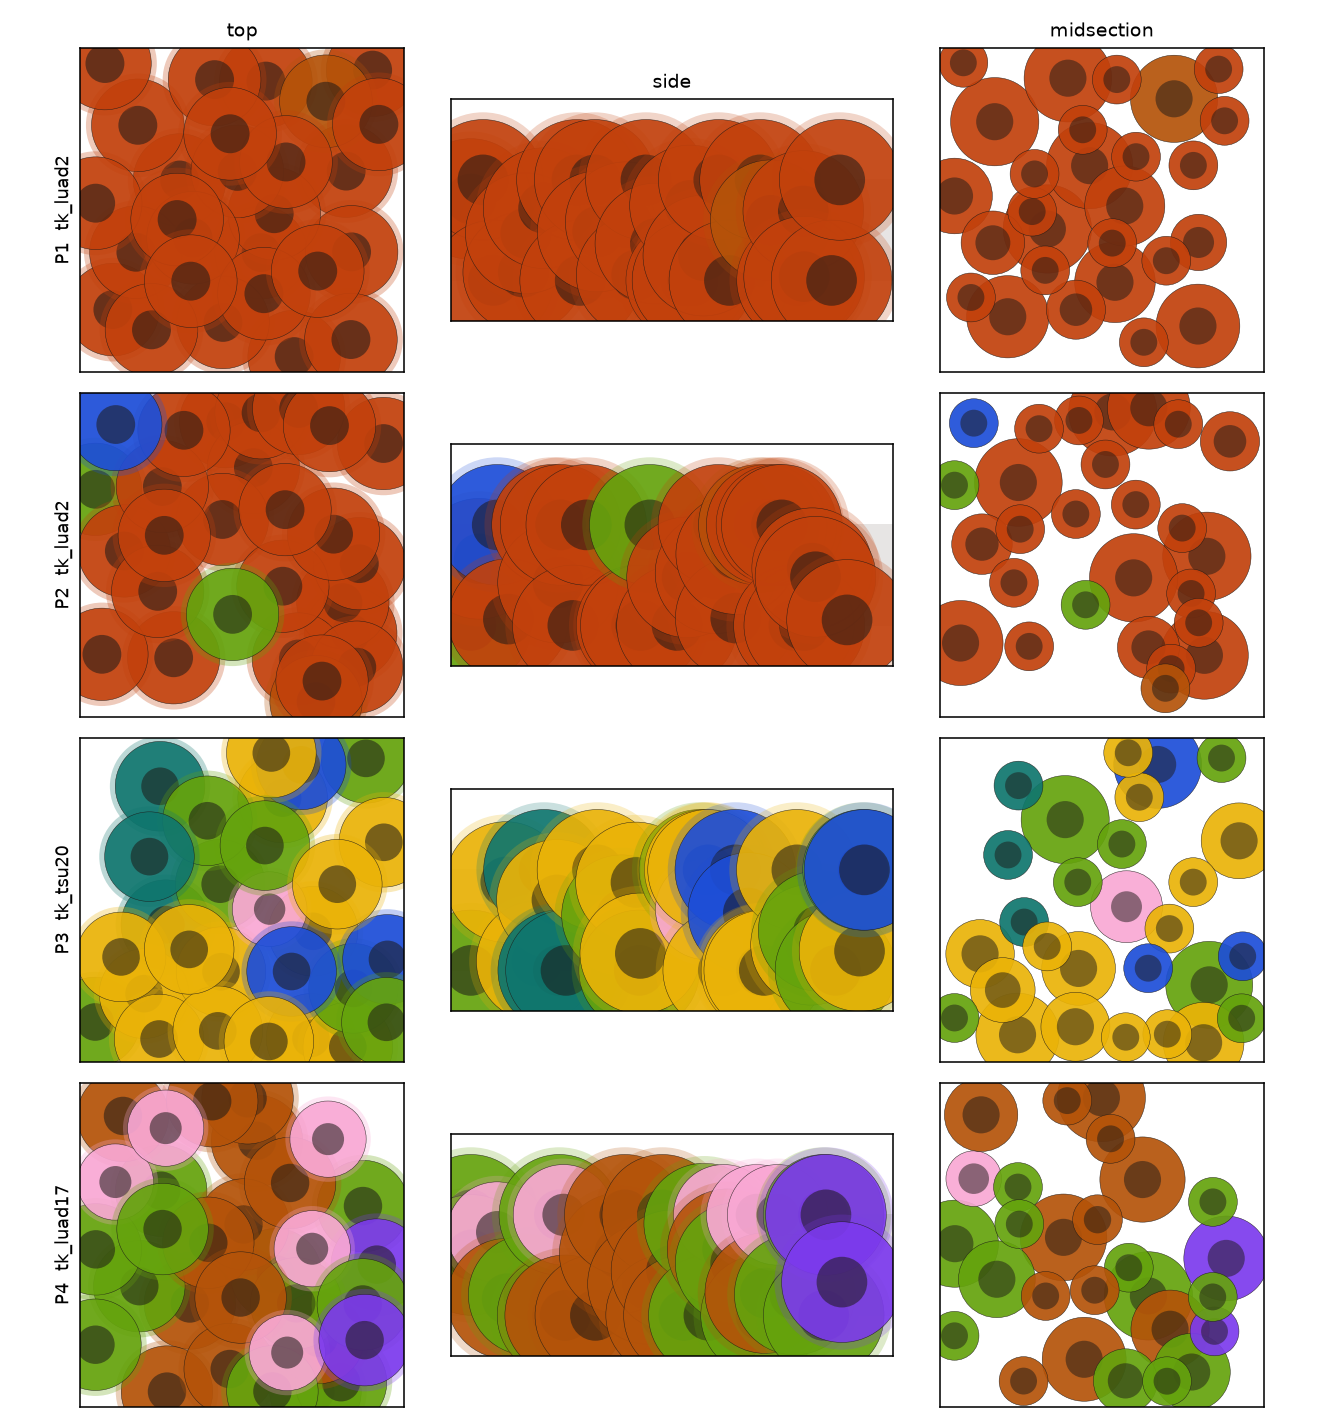 top
side
midsection
P1 tk_luad2
P2 tk_luad2
P3 tk_tsu20
P4 tk_luad17